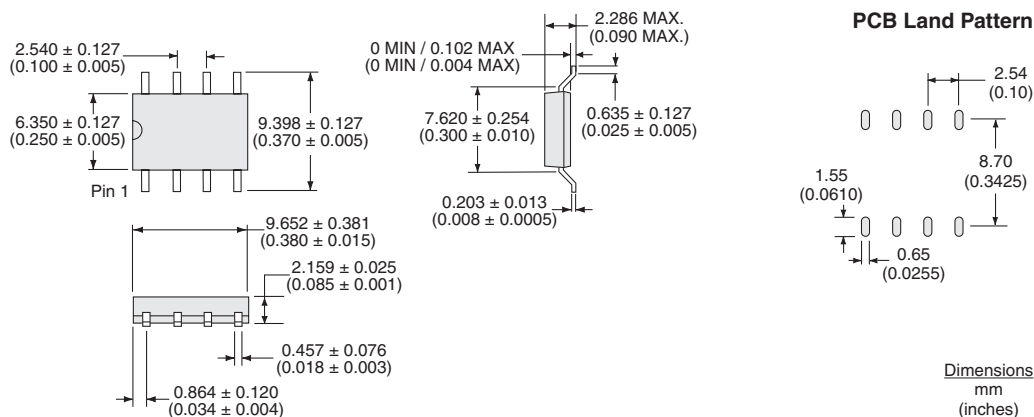 2.540 ± 0.127
(0.100 ± 0.005)
6.350 ± 0.127
(0.250 ± 0.005)
9.398 ± 0.127
(0.370 ± 0.005)
Pin 1
9.652 ± 0.381
(0.380 ± 0.015)
2.159 ± 0.025
(0.085 ± 0.001)
0.457 ± 0.076
(0.018 ± 0.003)
0.864 ± 0.120
(0.034 ± 0.004)
2.286 MAX.
(0.090 MAX.)
0 MIN / 0.102 MAX
(0 MIN / 0.004 MAX)
7.620 ± 0.254
(0.300 ± 0.010)
0.635 ± 0.127
(0.025 ± 0.005)
0.203 ± 0.013
(0.008 ± 0.0005)
PCB Land Pattern
2.54
(0.10)
8.70
(0.3425)
1.55
(0.0610)
0.65
(0.0255)
Dimensions
mm
(inches)